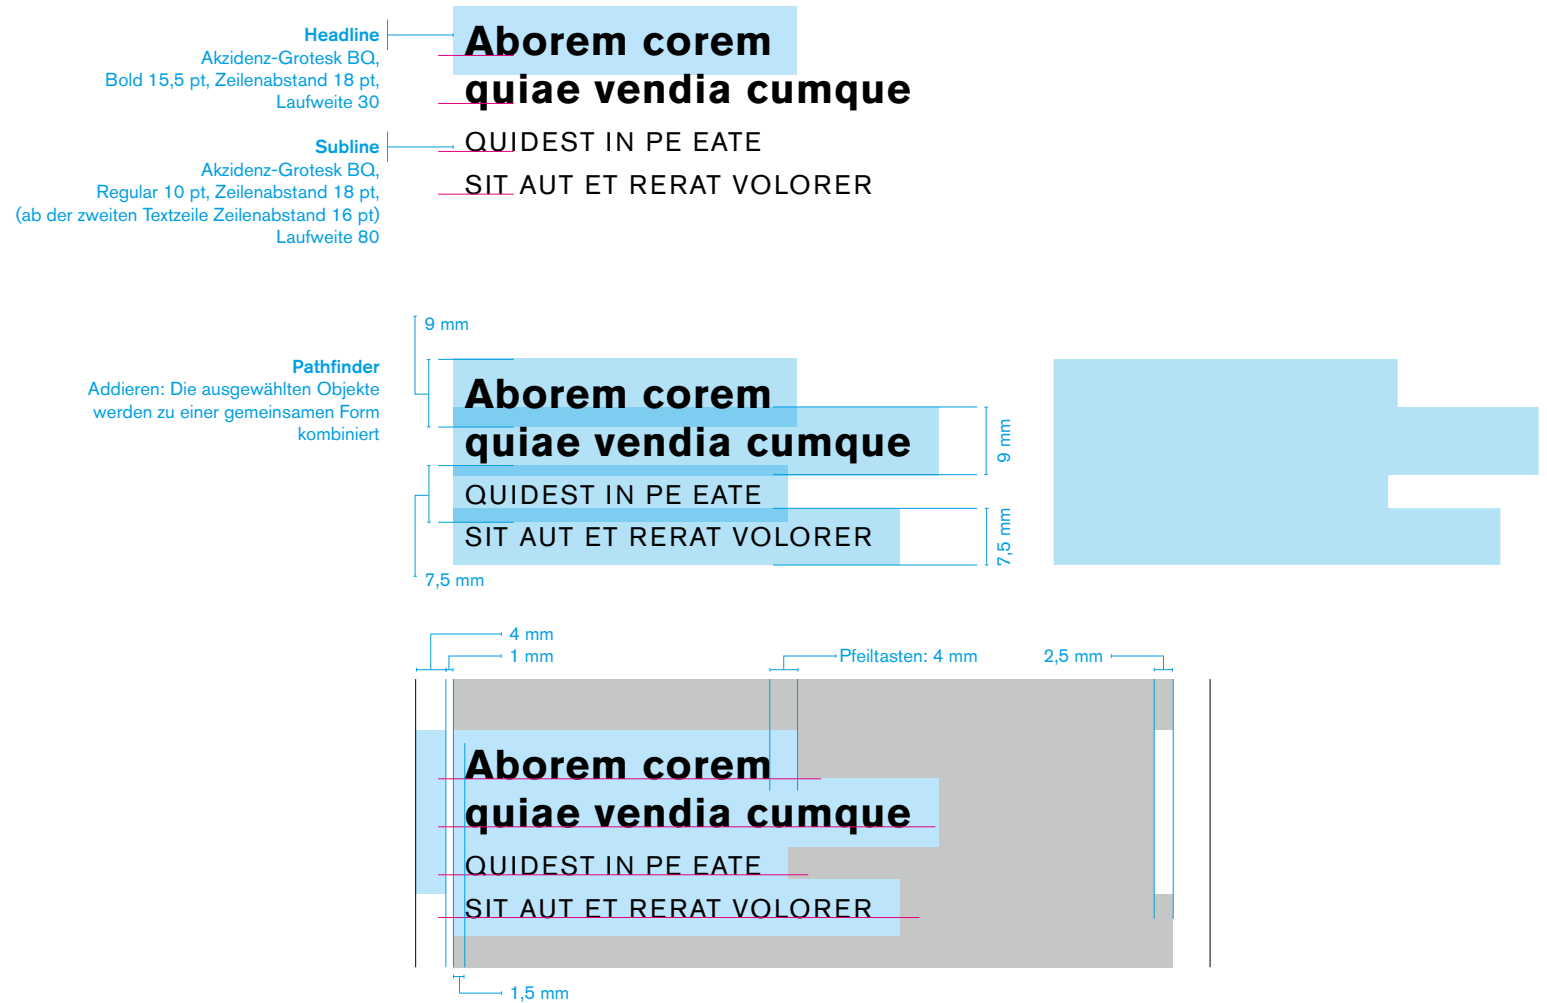 Headline
Akzidenz-Grotesk BQ,
Bold 15,5 pt, Zeilenabstand 18 pt,
Laufweite 30
Aborem corem
quiae vendia cumque
Subline
Akzidenz-Grotesk BQ,
Regular 10 pt, Zeilenabstand 18 pt,
(ab der zweiten Textzeile Zeilenabstand 16 pt)
Laufweite 80
QUIDEST IN PE EATE
SIT AUT ET RERAT VOLORER
9 mm
Pathfinder
Addieren: Die ausgewählten Objekte
werden zu einer gemeinsamen Form
kombiniert
Aborem corem
quiae vendia cumque
QUIDEST IN PE EATE
SIT AUT ET RERAT VOLORER
9 mm
7,5 mm
7,5 mm
4 mm
1 mm
Pfeiltasten: 4 mm
2,5 mm
Aborem corem
quiae vendia cumque
QUIDEST IN PE EATE
SIT AUT ET RERAT VOLORER
1,5 mm